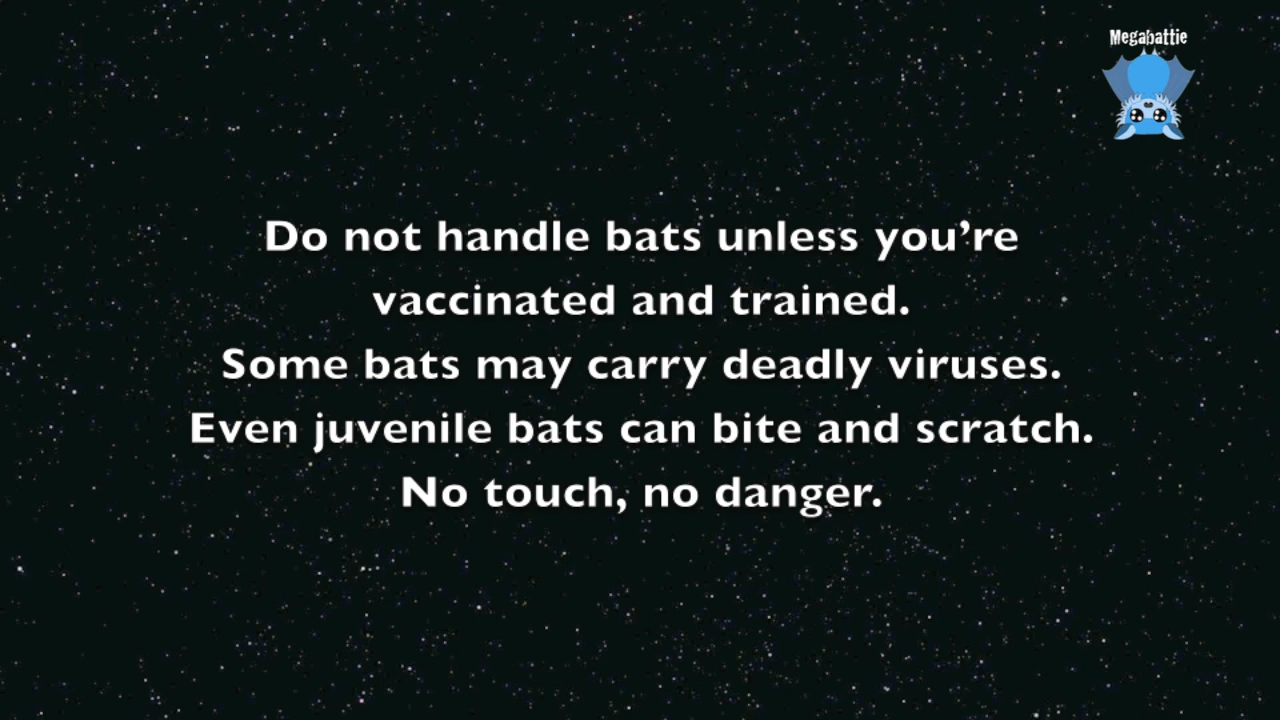 Megabattie
Do not handle bats unless you’re
vaccinated and trained.
Some bats may carry deadly viruses.
Even juvenile bats can bite and scratch.
No touch, no danger.